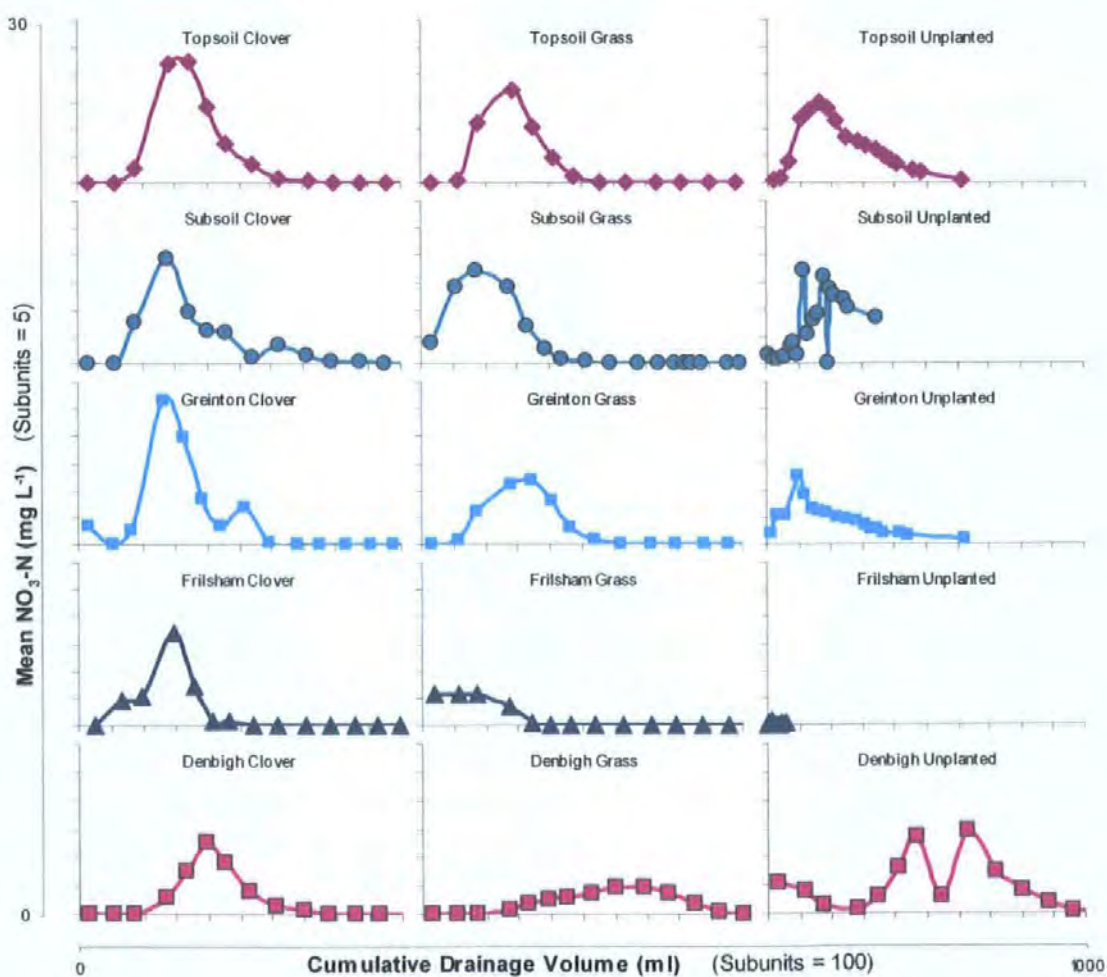 30
Topsoil Clover
Topsoil Grass
Topsoil Unplanted
Subsoil Clover
Subsoil Grass
Subsoil Unplanted
Greinton Clover
Greinton Grass
Greinton Unplanted
Frilsham Clover
Frilsham Grass
Frilsham Unplanted
Denbigh Clover
Denbigh Grass
Denbigh Unplanted
Mean NO₃-N (mg L⁻¹) (Subunits = 5)
0
0
Cumulative Drainage Volume (ml) (Subunits = 100)
1000